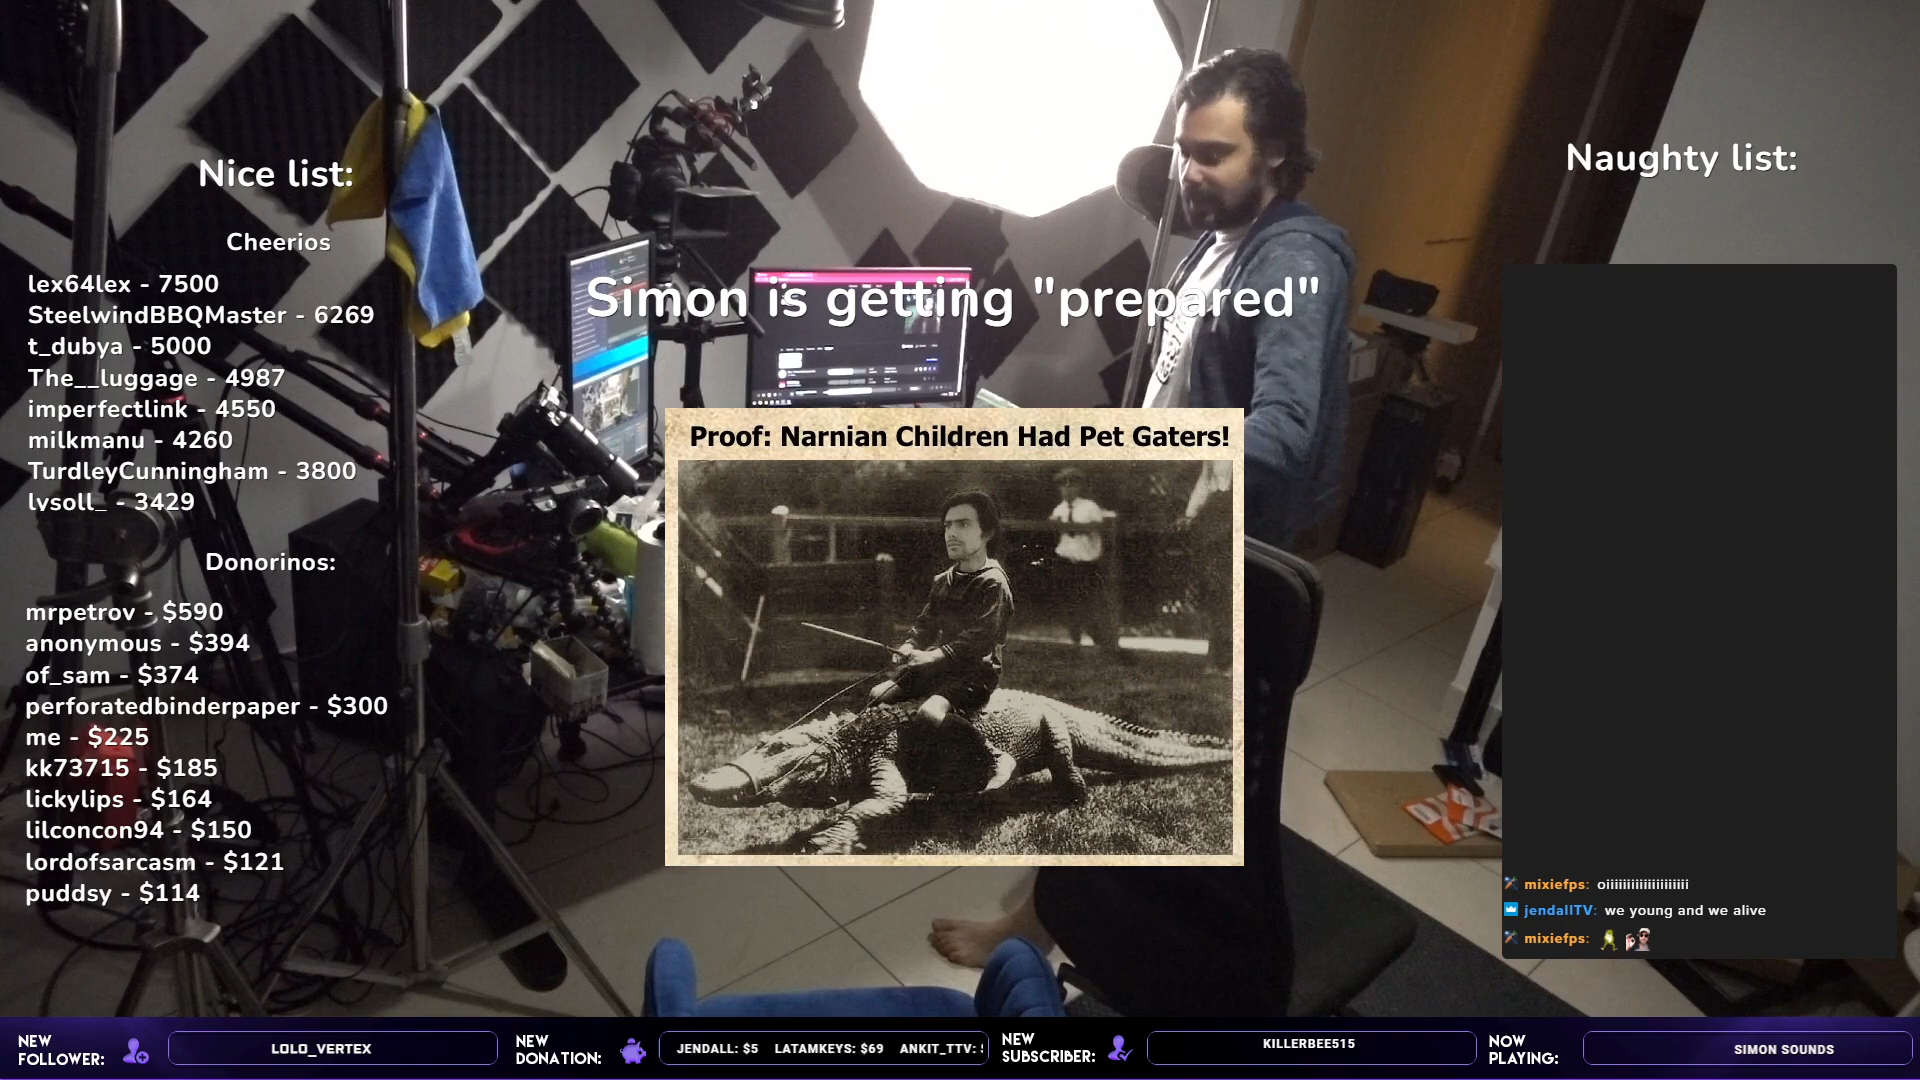 Nice list:
Cheerios
lex64lex - 7500
SteelwindBBQMaster - 6269
t_dubya - 5000
The__luggage - 4987
imperfectlink - 4550
milkmanu - 4260
TurdleyCunningham - 3800
lvsoll_ - 3429
Donorinos:
mrpetrov - $590
anonymous - $394
of_sam - $374
perforatedbinderpaper - $300
me - $225
kk73715 - $185
lickylips - $164
lilconcon94 - $150
lordofsarcasm - $121
puddsy - $114
Simon is getting "prepared"
Proof: Narnian Children Had Pet Gaters!
Naughty list:
mixiefps: oiiiiiiiiiiiiiiiiiii
jendallTV: we young and we alive
mixiefps:
NEW
FOLLOWER:
LOLO_VERTEX
NEW
DONATION:
JENDALL: $5 LATAMKEYS: $69 ANKIT_TTV:
NEW
SUBSCRIBER:
KILLERBEE515
NOW
PLAYING:
SIMON SOUNDS